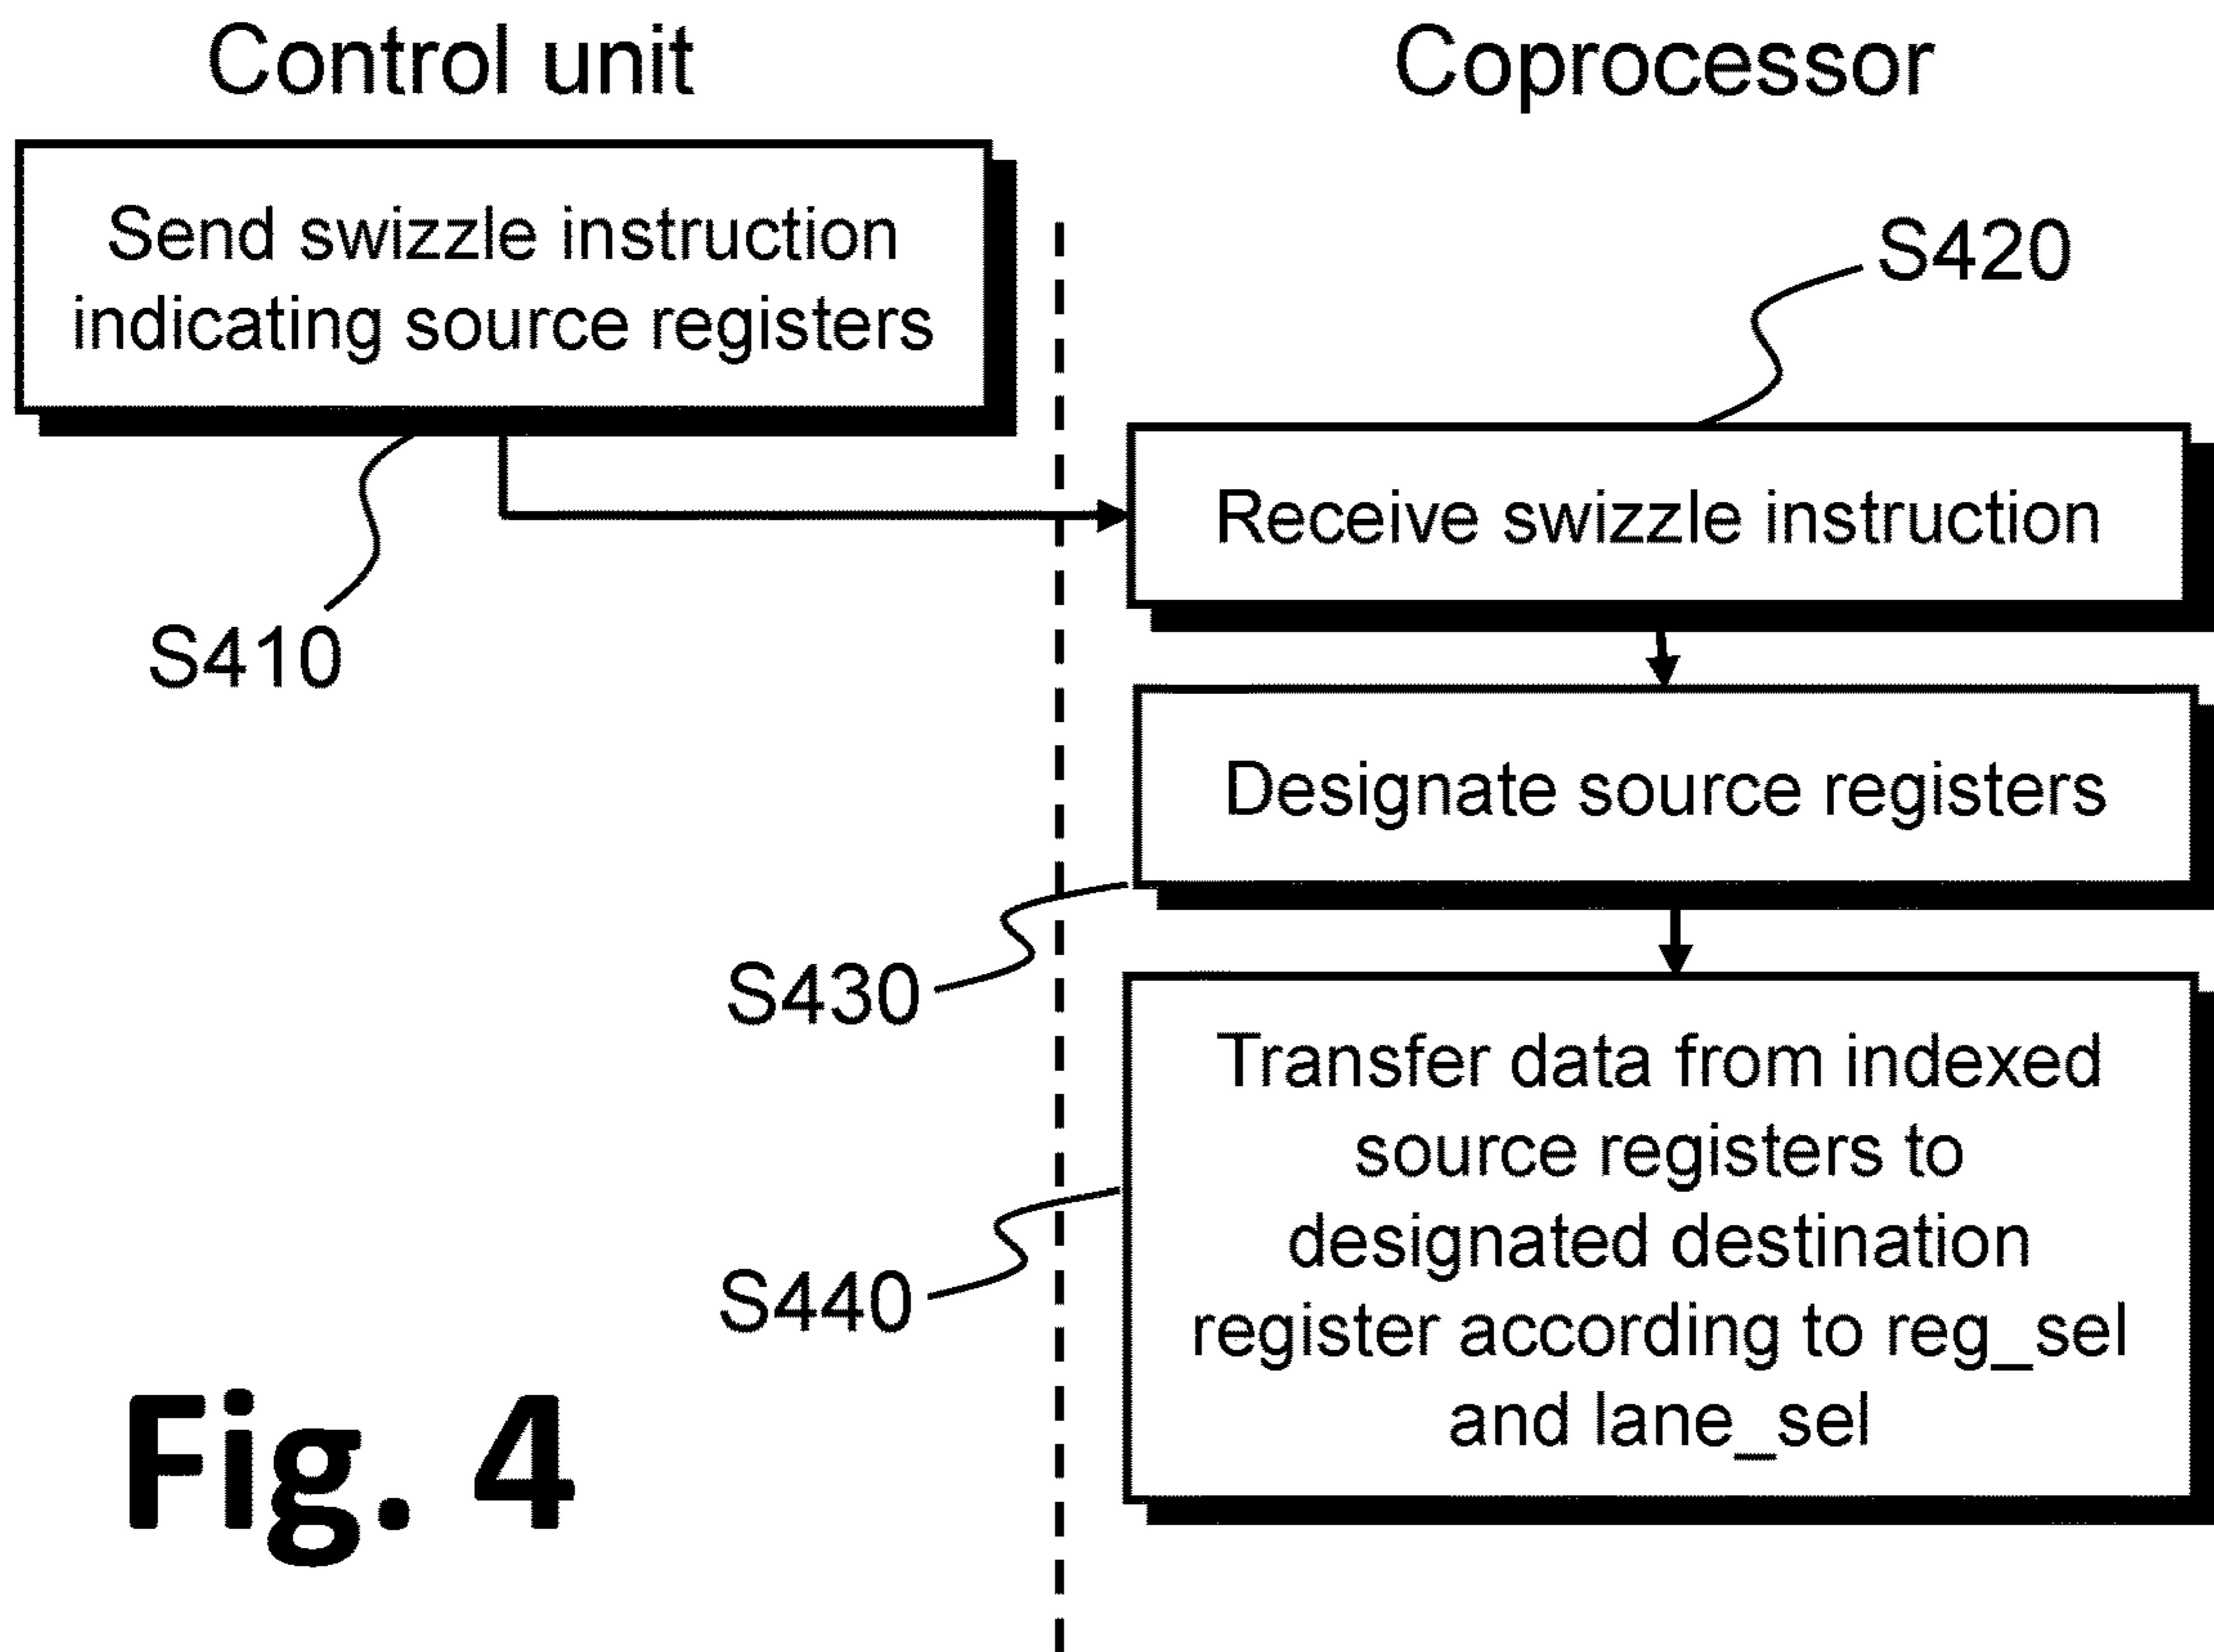 Control unit
Coprocessor
Send swizzle instruction
indicating source registers
S410
S420
Receive swizzle instruction
Designate source registers
S430
Transfer data from indexed
source registers to
designated destination
register according to reg_sel
and lane_sel
S440
Fig. 4